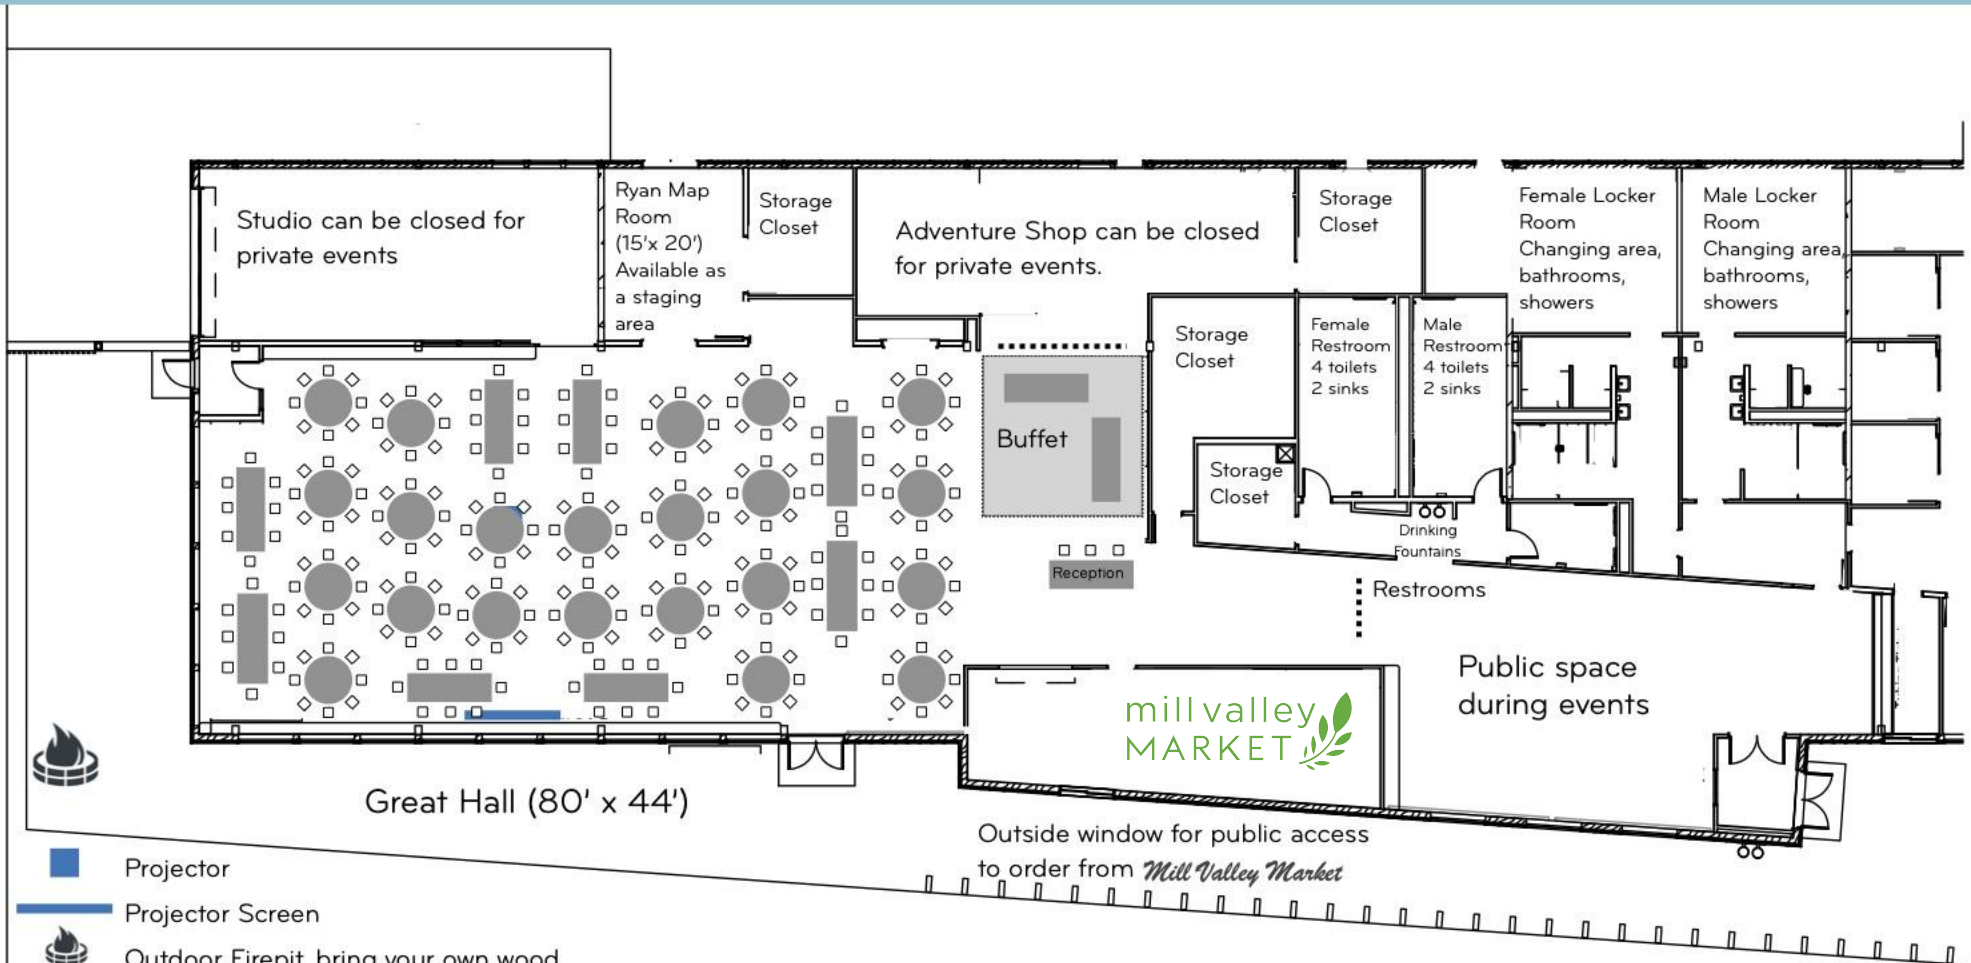 Studio can be closed for
private events
Ryan Map
Room
(15'x 20')
Available as
a staging
area
Storage
Closet
Adventure Shop can be closed
for private events.
Storage
Closet
Female Locker
Room
Changing area,
bathrooms,
showers
Male Locker
Room
Changing area,
bathrooms,
showers
Storage
Closet
Female
Restroom
4 toilets
2 sinks
Male
Restroom
4 toilets
2 sinks
Buffet
Storage
Closet
Drinking
Fountains
Reception
Restrooms
Public space
during events
mill valley
MARKET
Great Hall (80' x 44')
Outside window for public access
to order from Mill Valley Market
Projector
Projector Screen
Outdoor Firepit, bring your own wood